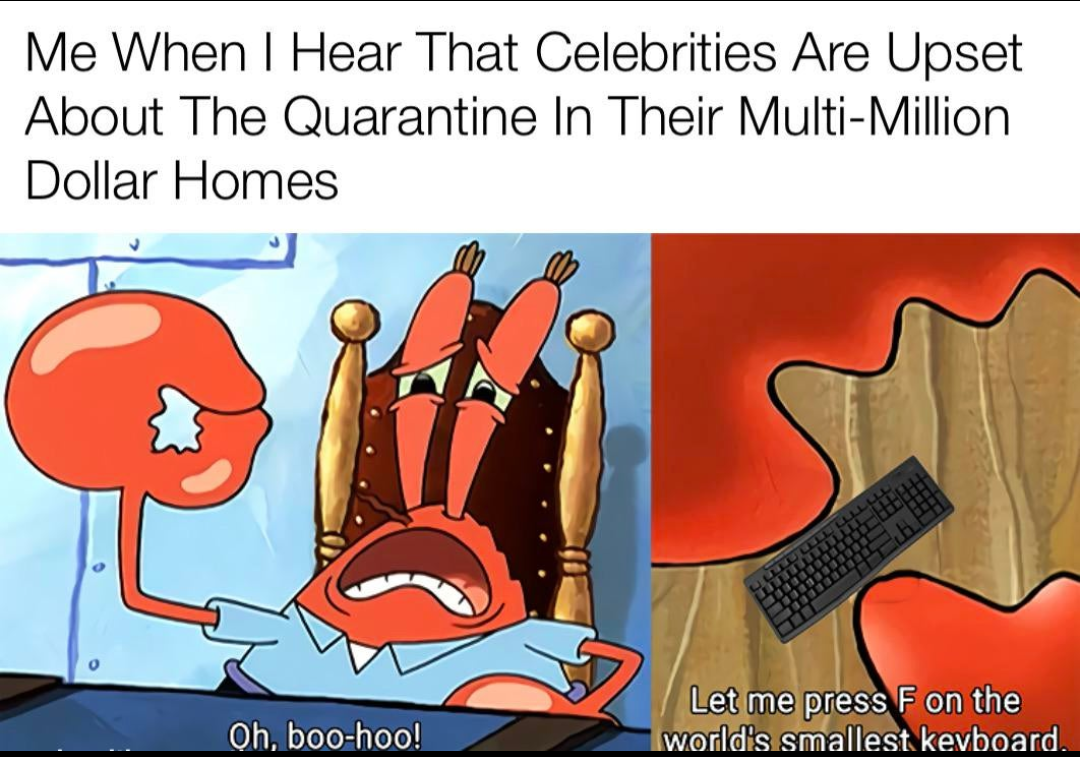 Me When I Hear That Celebrities Are Upset
About The Quarantine In Their Multi-Million
Dollar Homes
Oh, boo-hoo!
Let me press F on the
world's smallest keyboard.